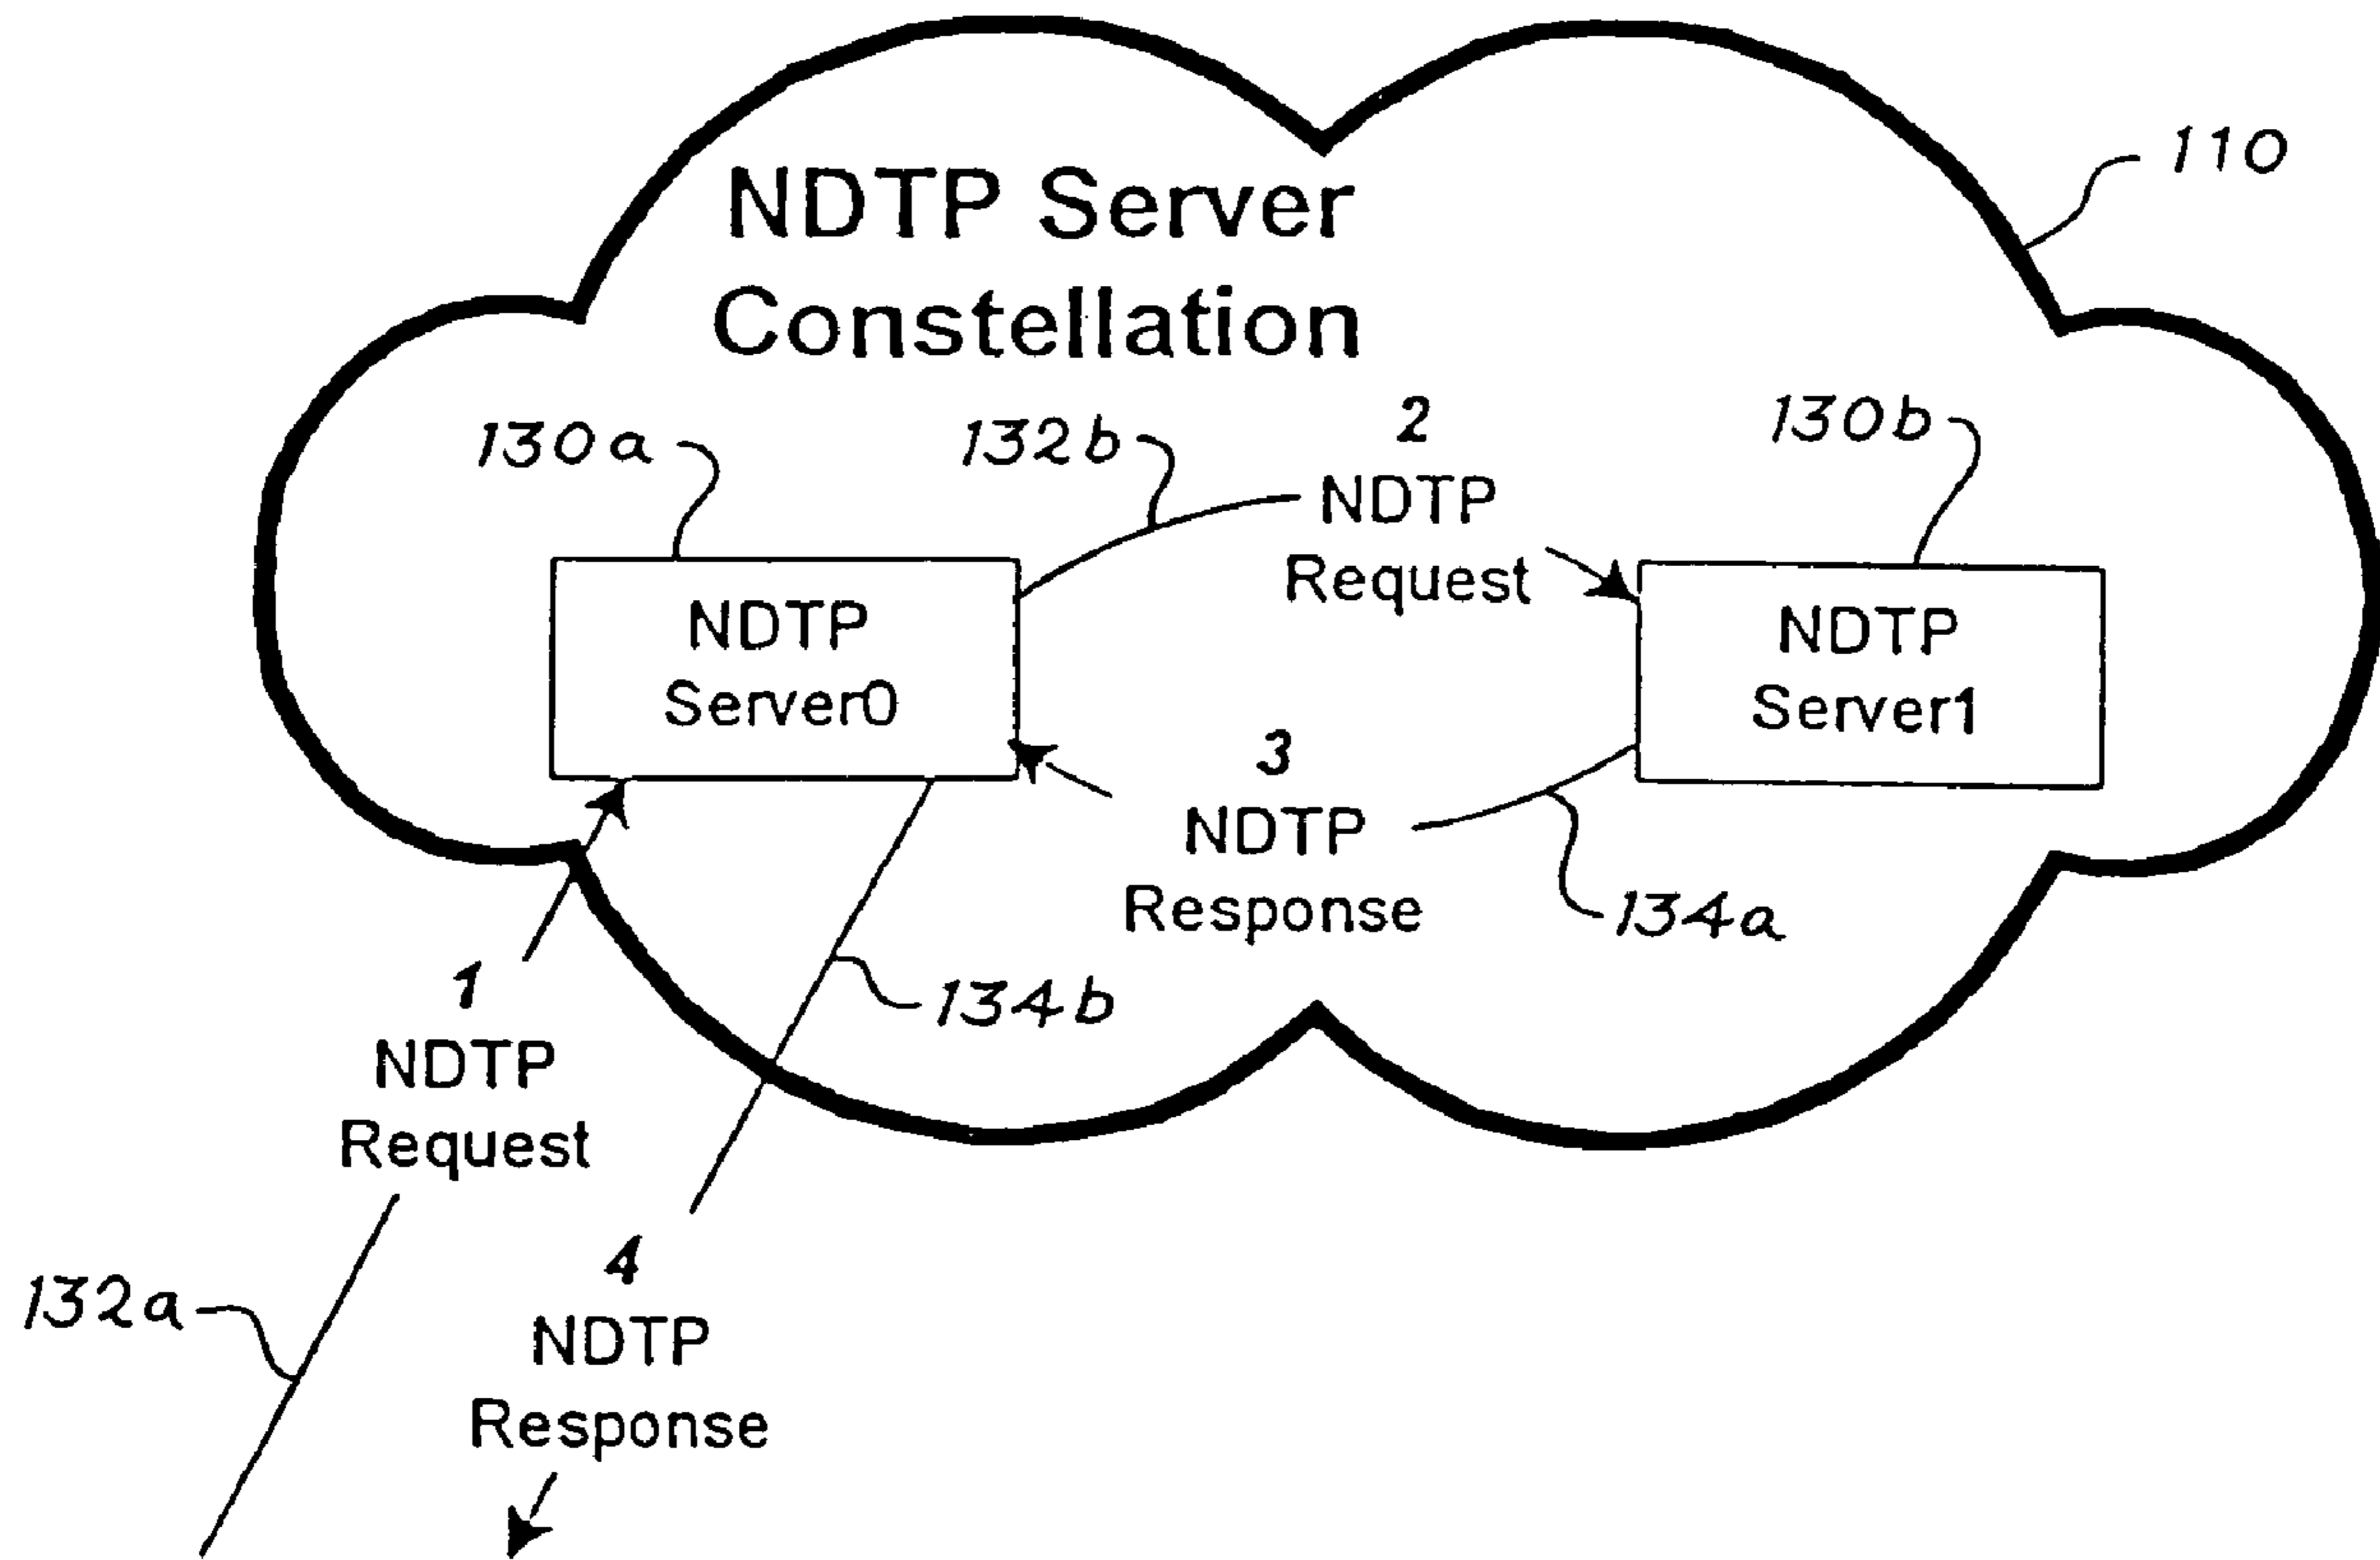 NDTP Server
Constellation
110
130a
132b
2
NDTP
Request
130b
NDTP
Server0
NDTP
Server1
3
NDTP
Response
134a
134b
1
NDTP
Request
132a
4
NDTP
Response